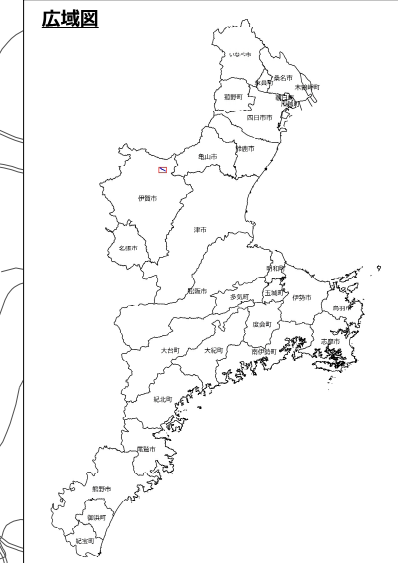 広域図
いなべ市
東員町
桑名市
木曽岬町
菰野町
朝日町
川越町
四日市市
亀山市
鈴鹿市
伊賀市
津市
名張市
明和町
松阪市
多気町
玉城町
伊勢市
鳥羽市
度会町
志摩市
大台町
大紀町
南伊勢町
紀北町
尾鷲市
熊野市
御浜町
紀宝町